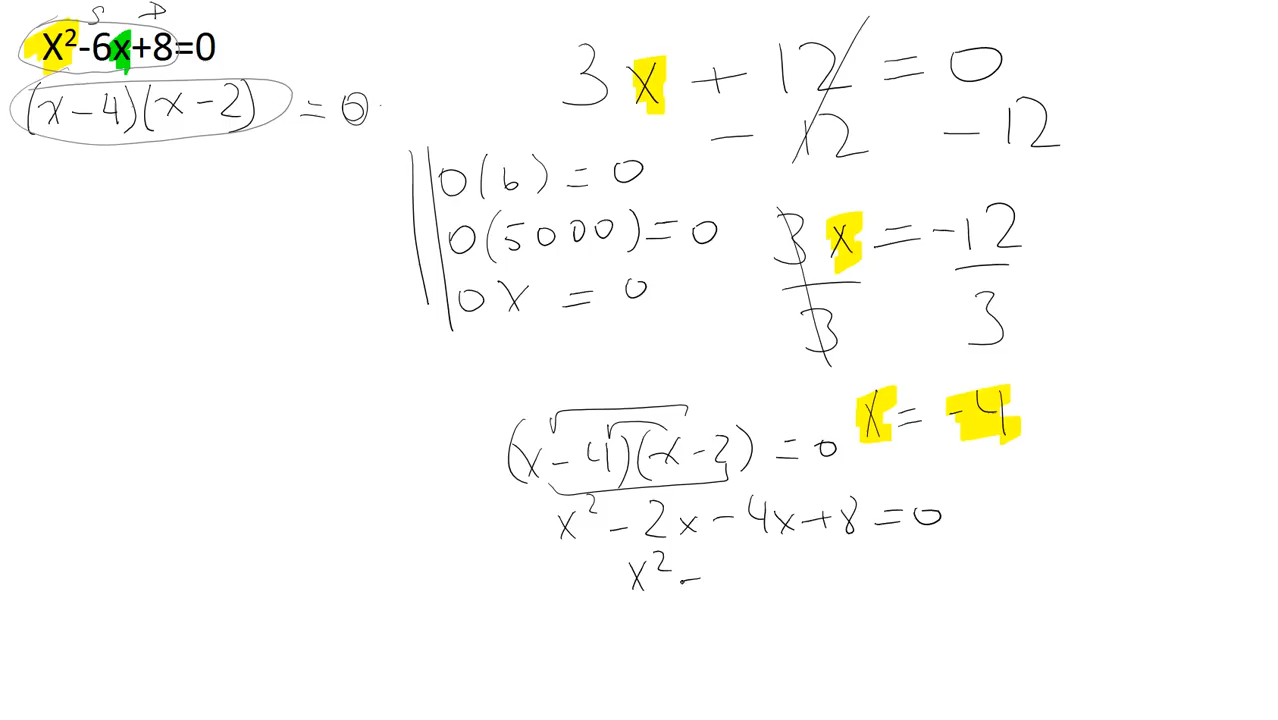 S P
X²-6x+8=0
(x-4)(x-2) = 0
3x + 12 = 0
- 12 - 12
0(6) = 0
0(5000) = 0
0x = 0
3x = -12
3 3
x = -4
(x-4)(x-2) = 0
x² - 2x - 4x + 8 = 0
x² -